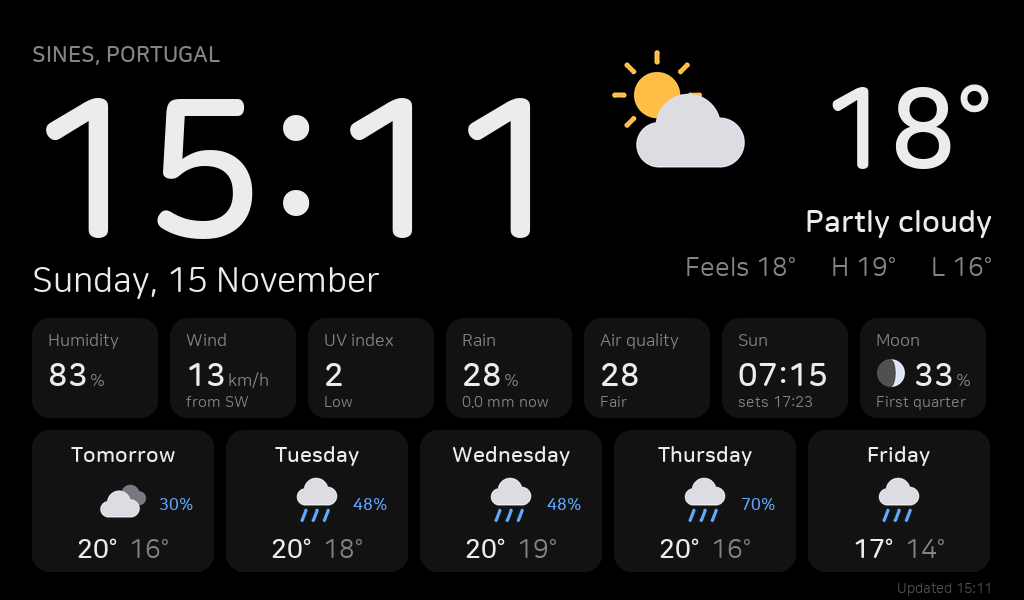 SINES, PORTUGAL
15:11
Sunday, 15 November
18°
Partly cloudy
Feels 18° H 19° L 16°
Humidity
83 %
Wind
13 km/h
from SW
UV index
2
Low
Rain
28 %
0.0 mm now
Air quality
28
Fair
Sun
07:15
sets 17:23
Moon
33 %
First quarter
Tomorrow
30%
20° 16°
Tuesday
48%
20° 18°
Wednesday
48%
20° 19°
Thursday
70%
20° 16°
Friday
17° 14°
Updated 15:11